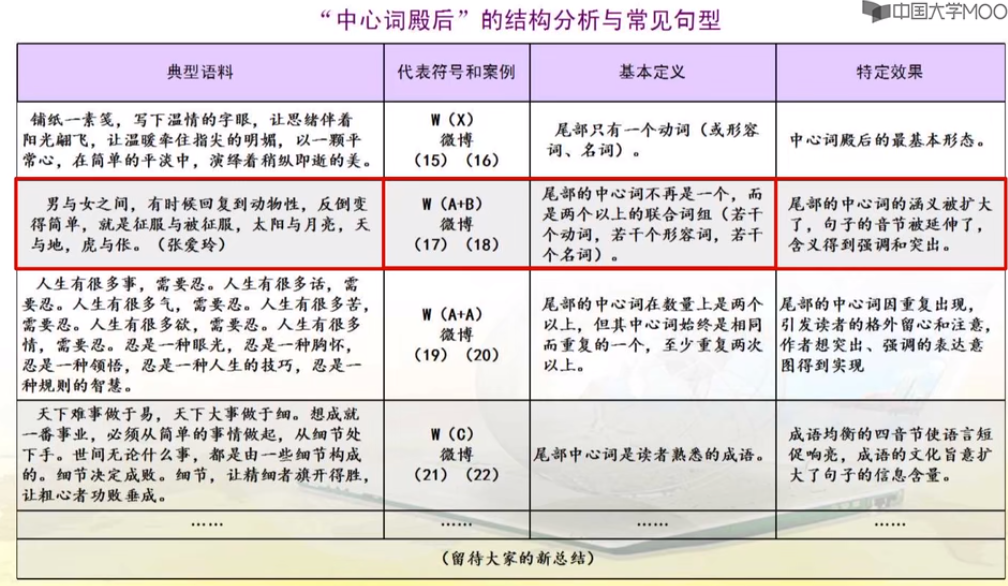 “中心词殿后”的结构分析与常见句型
中国大学MOO
典型语料
代表符号和案例
基本定义
特定效果
铺纸一素笺，写下温情的字眼，让思绪伴着
阳光翩飞，让温暖牵住指尖的明媚，以一颗平
常心，在简单的平淡中，演绎着稍纵即逝的美。
W（X）
微博
（15）（16）
尾部只有一个动词（或形容
词、名词）。
中心词殿后的最基本形态。
男与女之间，有时候回复到动物性，反倒变
得简单，就是征服与被征服，太阳与月亮，天
与地，虎与伥。（张爱玲）
W（A+B）
微博
（17）（18）
尾部的中心词不再是一个，而
是两个以上的联合词组（若干
个动词，若干个形容词，若干
个名词）。
尾部的中心词的涵义被扩大
了，句子的音节被延伸了，
含义得到强调和突出。
人生有很多事，需要忍。人生有很多话，需
要忍。人生有很多气，需要忍。人生有很多苦，
需要忍。人生有很多欲，需要忍。人生有很多
情，需要忍。忍是一种眼光，忍是一种胸怀，
忍是一种领悟，忍是一种人生的技巧，忍是一
种规则的智慧。
W（A+A）
微博
（19）（20）
尾部的中心词在数量上是两个
以上，但其中心词始终是相同
而重复的一个，至少重复两次
以上。
尾部的中心词因重复出现，
引发读者的格外留心和注意，
作者想突出、强调的表达意
图得到实现
天下难事做于易，天下大事做于细。想成就
一番事业，必须从简单的事情做起，从细节处
下手。世间无论什么事，都是由一些细节构成
的。细节决定成败。细节，让精细者旗开得胜，
让粗心者功败垂成。
W（C）
微博
（21）（22）
尾部中心词是读者熟悉的成语。
成语均衡的四音节使语言短
促响亮，成语的文化旨意扩
大了句子的信息含量。
……
……
……
……
（留待大家的新总结）